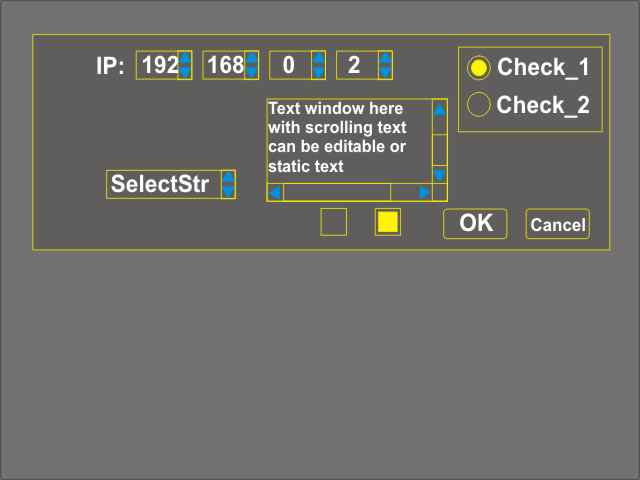 IP: 192 168 0 2
Check_1
Check_2
Text window here
with scrolling text
can be editable or
static text
SelectStr
OK Cancel